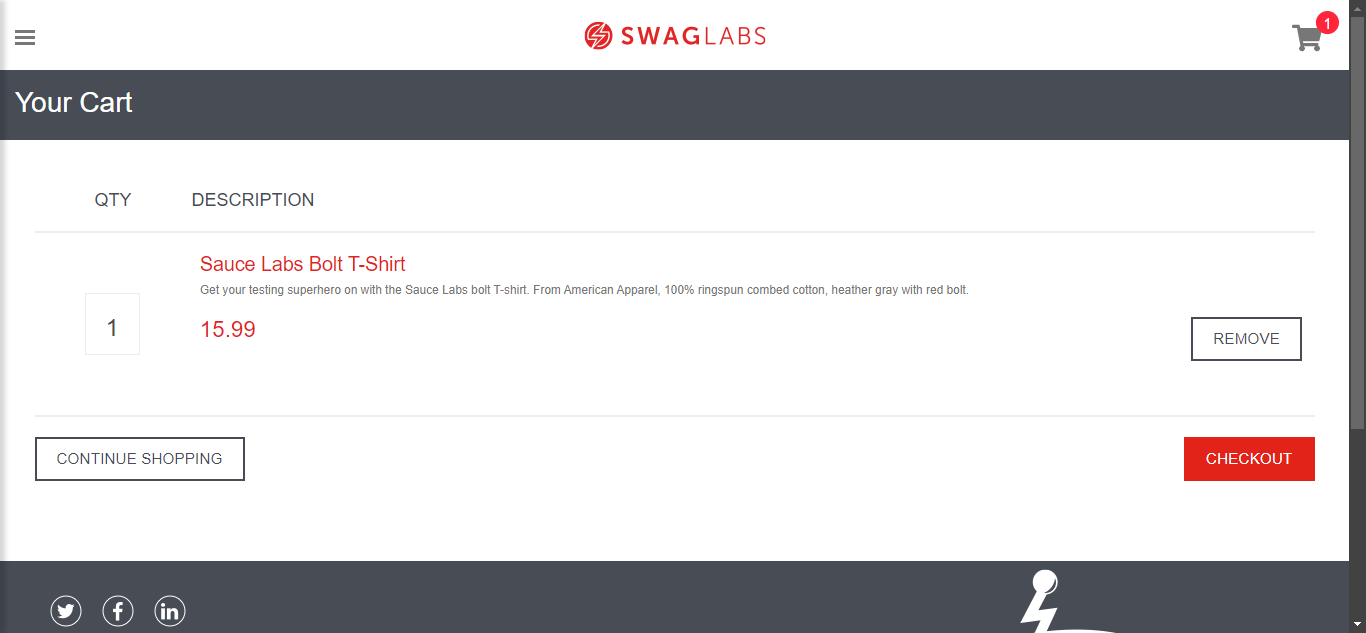 SWAGLABS
1
Your Cart
QTY DESCRIPTION
Sauce Labs Bolt T-Shirt
Get your testing superhero on with the Sauce Labs bolt T-shirt. From American Apparel, 100% ringspun combed cotton, heather gray with red bolt.
1
15.99
REMOVE
CONTINUE SHOPPING
CHECKOUT